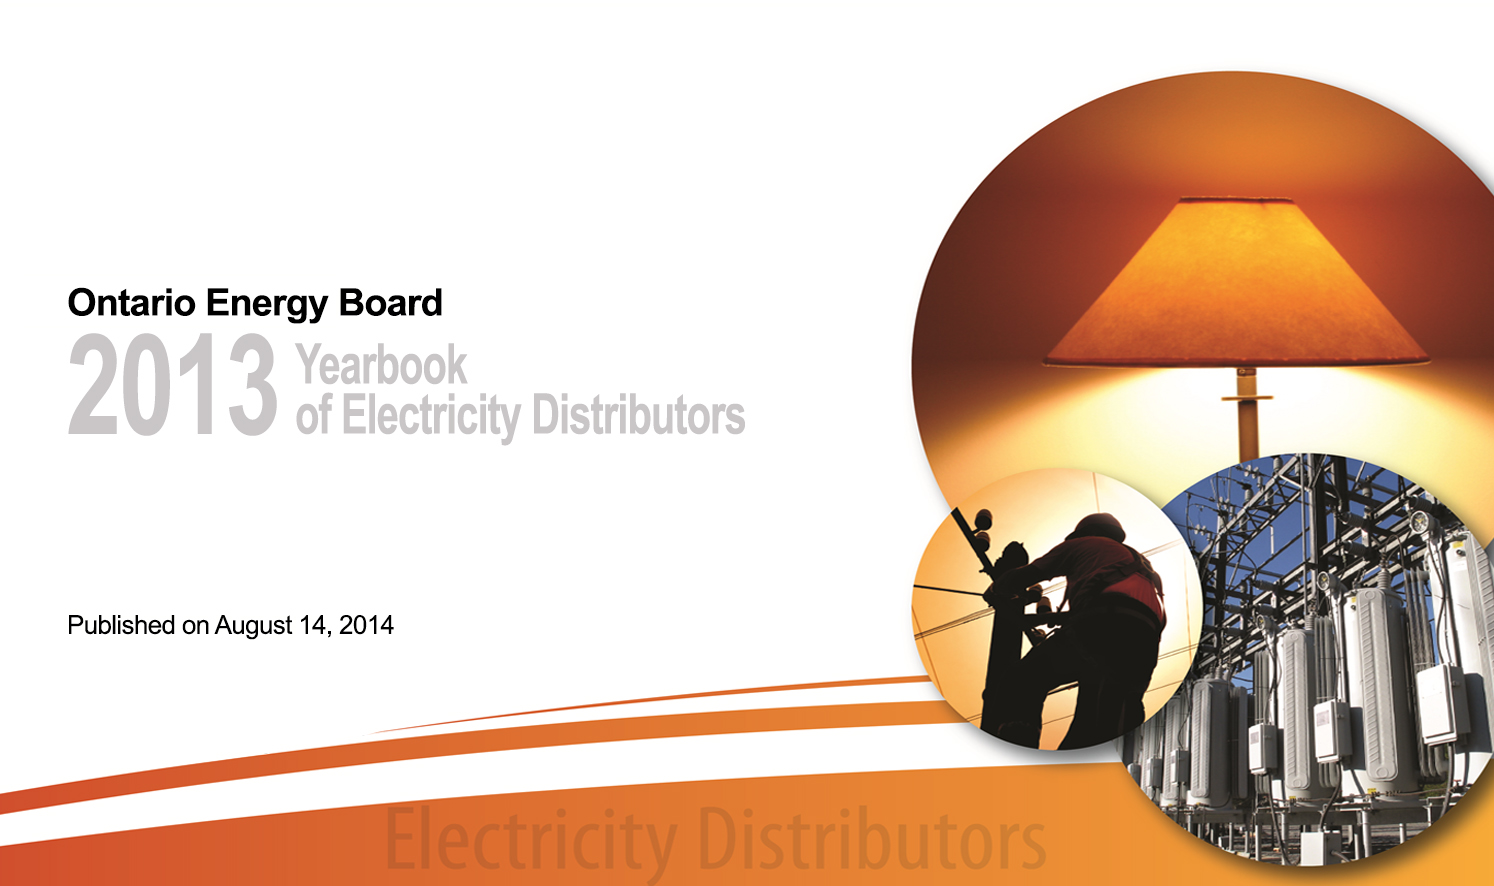 Ontario Energy Board
2013 Yearbook
of Electricity Distributors
Published on August 14, 2014
Electricity Distributors